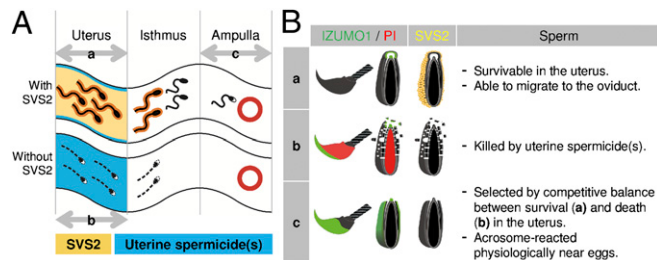 A
Uterus
Isthmus
Ampulla
a
c
With
SVS2
Without
SVS2
b
SVS2
Uterine spermicide(s)
B
IZUMO1 / PI
SVS2
Sperm
a
- Survivable in the uterus.
- Able to migrate to the oviduct.
b
- Killed by uterine spermicide(s).
c
- Selected by competitive balance
between survival (a) and death
(b) in the uterus.
- Acrosome-reacted
physiologically near eggs.